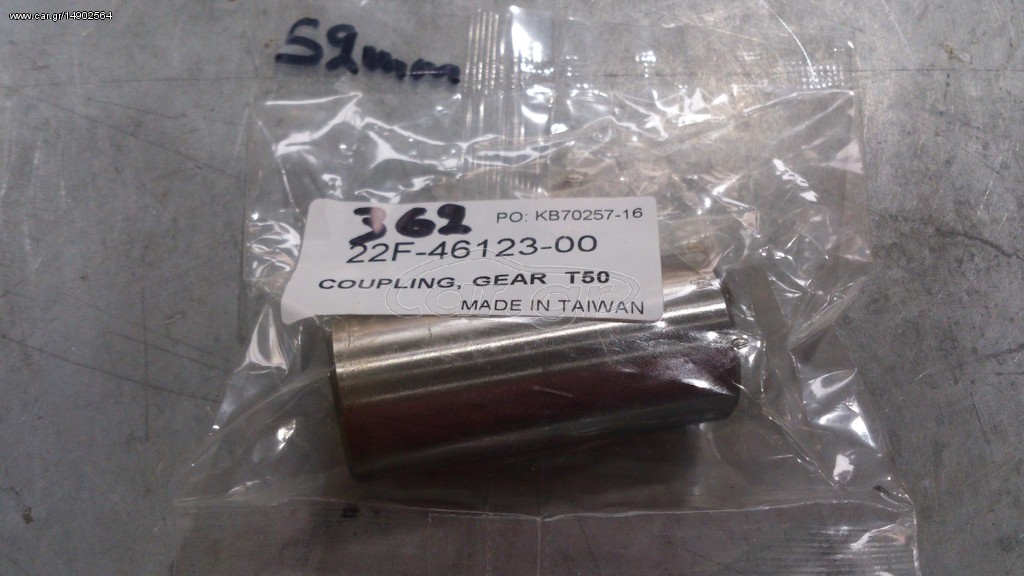 www.car.gr/14902564
52mm
362 PO: KB70257-16
22F-46123-00
COUPLING, GEAR T50
MADE IN TAIWAN